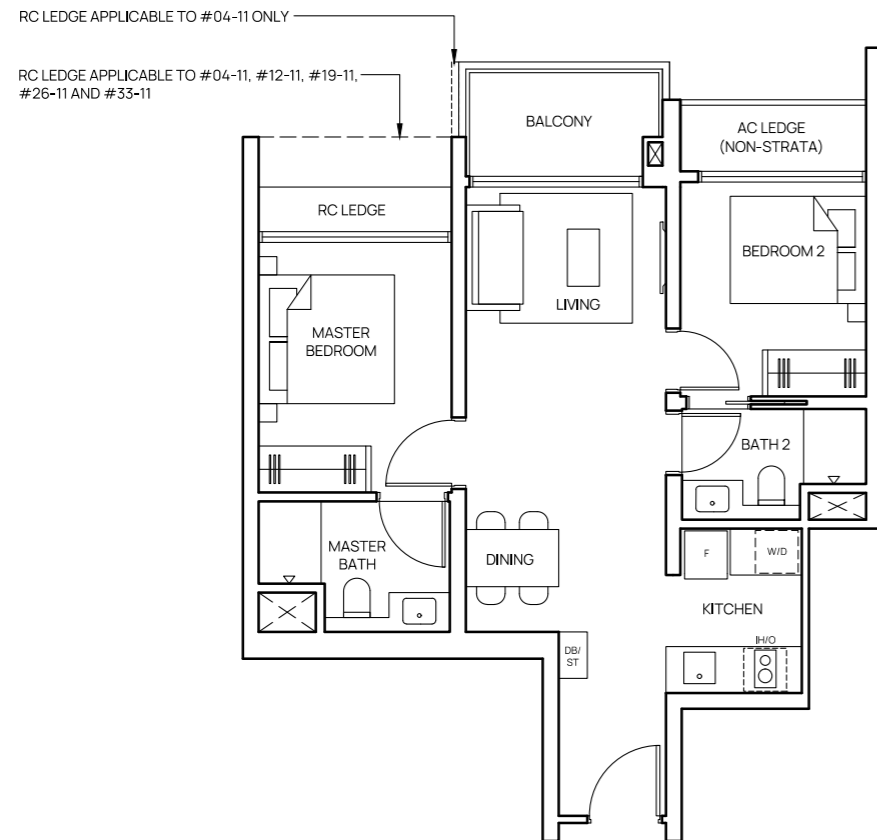 RC LEDGE APPLICABLE TO #04-11 ONLY
RC LEDGE APPLICABLE TO #04-11, #12-11, #19-11,
#26-11 AND #33-11
BALCONY
AC LEDGE
(NON-STRATA)
RC LEDGE
BEDROOM 2
LIVING
MASTER
BEDROOM
BATH 2
MASTER
BATH
DINING
F
W/D
KITCHEN
IH/O
DB/
ST